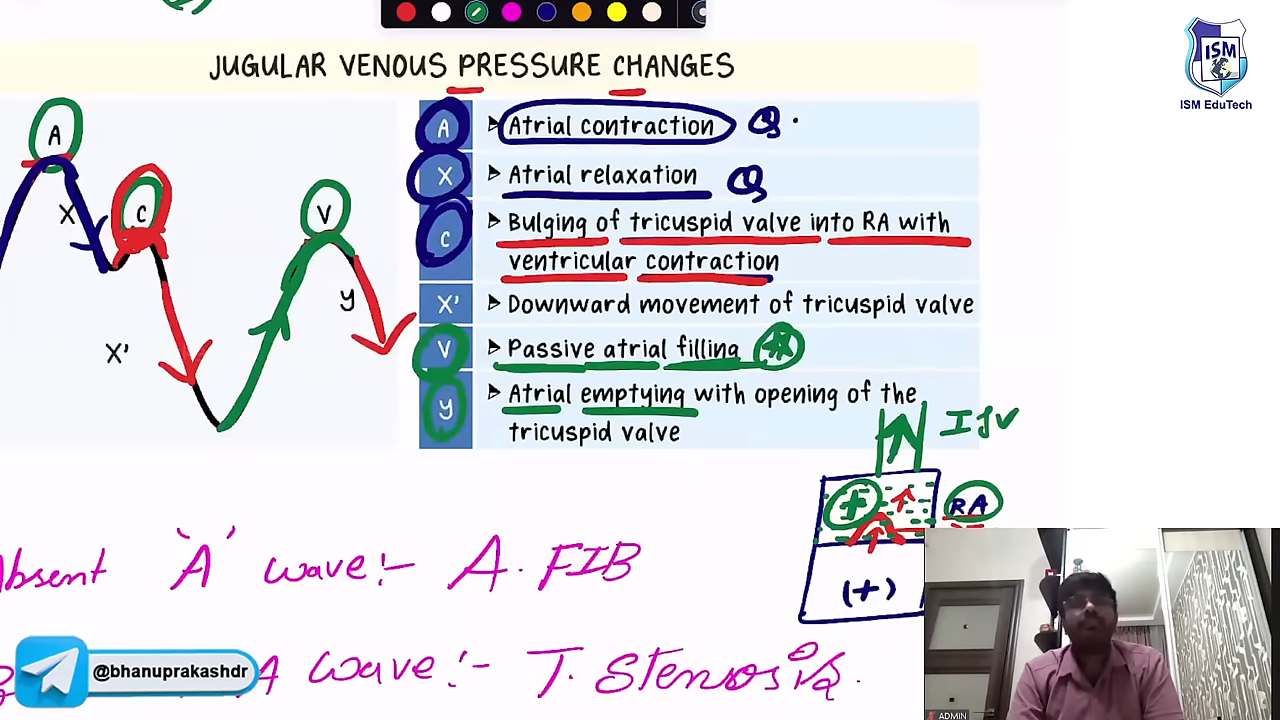 ISM
ISM EduTech
JUGULAR VENOUS PRESSURE CHANGES
A
X
C
X'
V
y
A ➤ Atrial contraction Q.
X ➤ Atrial relaxation Q
C ➤ Bulging of tricuspid valve into RA with
ventricular contraction
X' ➤ Downward movement of tricuspid valve
V ➤ Passive atrial filling
y ➤ Atrial emptying with opening of the
tricuspid valve
IJV
+ RA
(+)
Absent 'A' wave:- A. FIB
A wave:- T. Stenosis.
@bhanuprakashdr
ADMIN